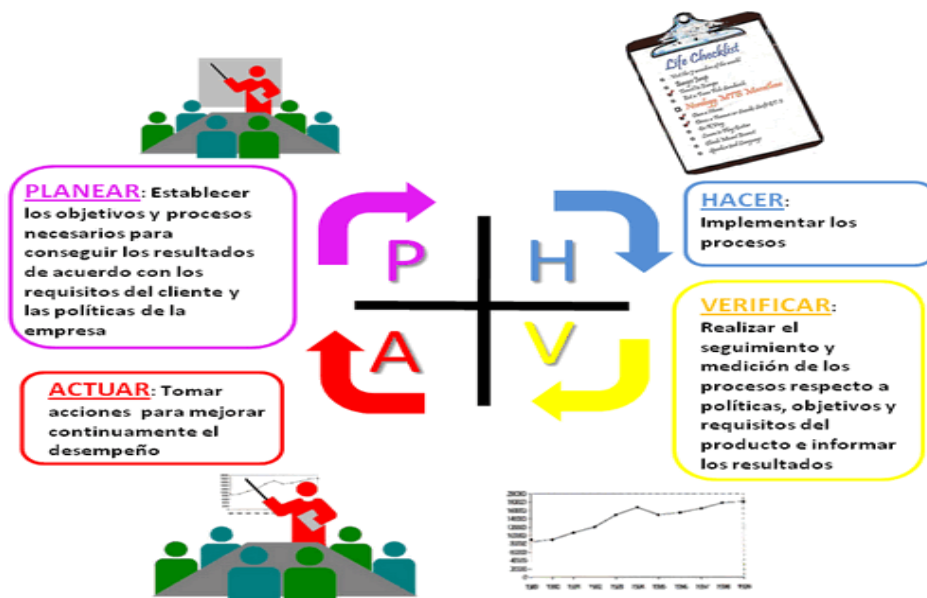 Life Checklist
PLANEAR: Establecer
los objetivos y procesos
necesarios para
conseguir los resultados
de acuerdo con los
requisitos del cliente y
las políticas de la
empresa
P
H
HACER:
Implementar los
procesos
A
V
ACTUAR: Tomar
acciones para mejorar
continuamente el
desempeño
VERIFICAR:
Realizar el
seguimiento y
medición de los
procesos respecto a
políticas, objetivos y
requisitos del
producto e informar
los resultados